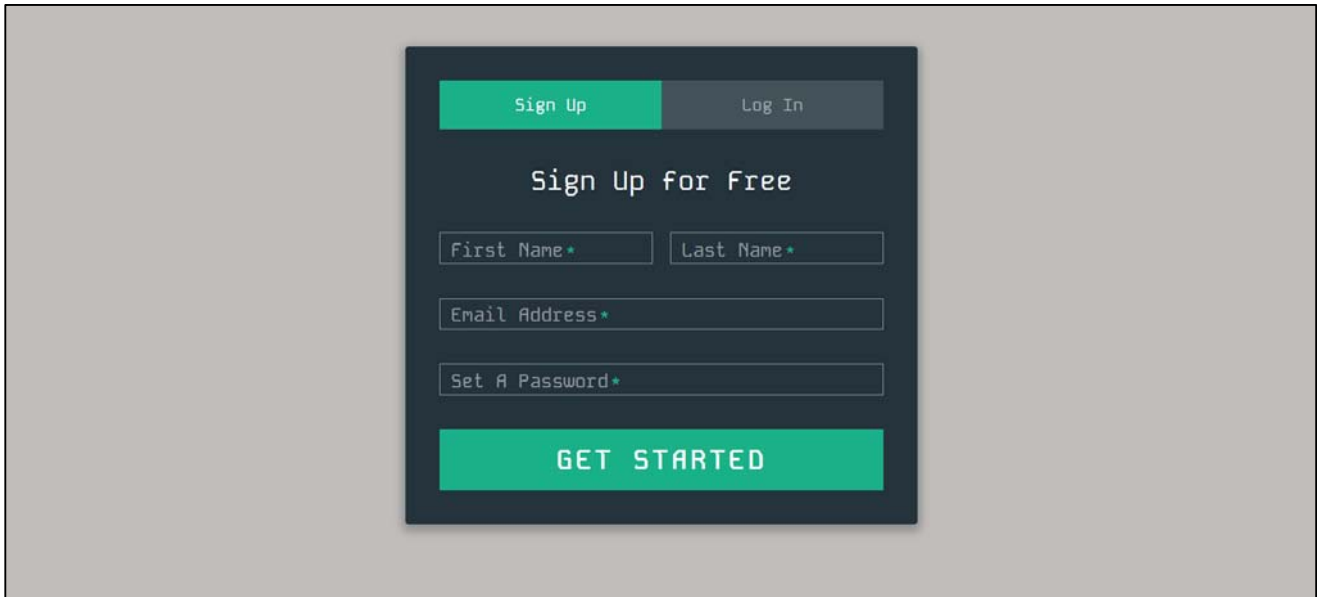 Sign Up Log In
Sign Up for Free
First Name* Last Name*
Email Address*
Set A Password*
GET STARTED